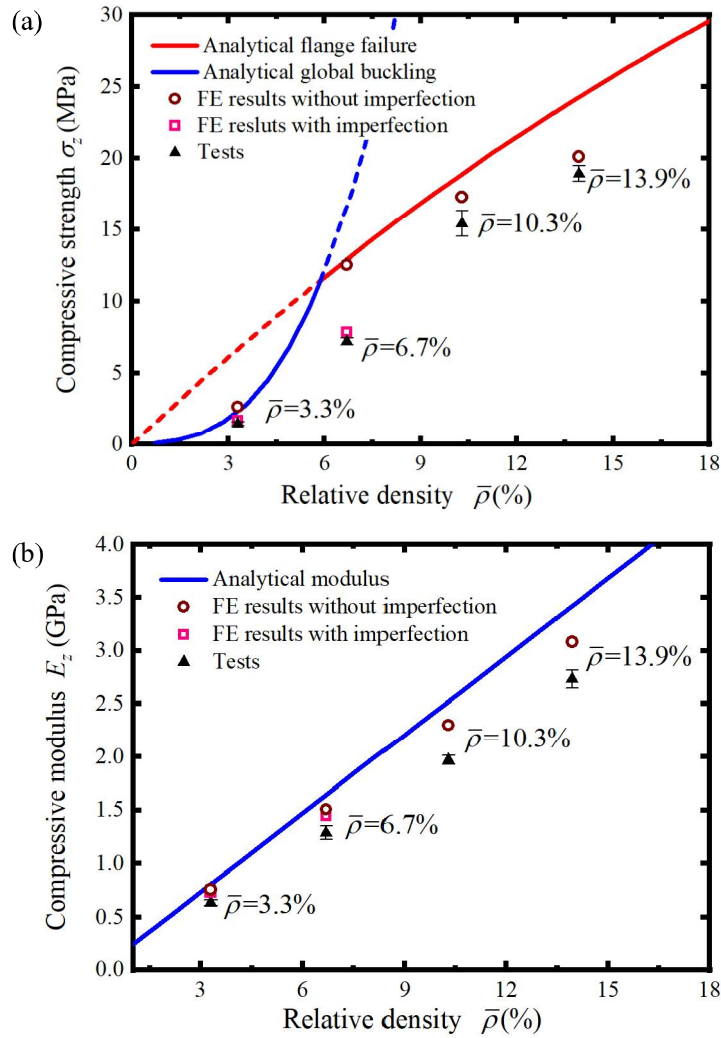 (a)
30
25
20
15
10
5
0
Compressive strength σz (MPa)
Analytical flange failure
Analytical global buckling
FE results without imperfection
FE resluts with imperfection
Tests
ρ̅=13.9%
ρ̅=10.3%
ρ̅=6.7%
ρ̅=3.3%
0 3 6 9 12 15 18
Relative density ρ̅(%)
(b)
4.0
3.5
3.0
2.5
2.0
1.5
1.0
0.5
0.0
Compressive modulus Ez (GPa)
Analytical modulus
FE results without imperfection
FE results with imperfection
Tests
ρ̅=13.9%
ρ̅=10.3%
ρ̅=6.7%
ρ̅=3.3%
3 6 9 12 15 18
Relative density ρ̅(%)